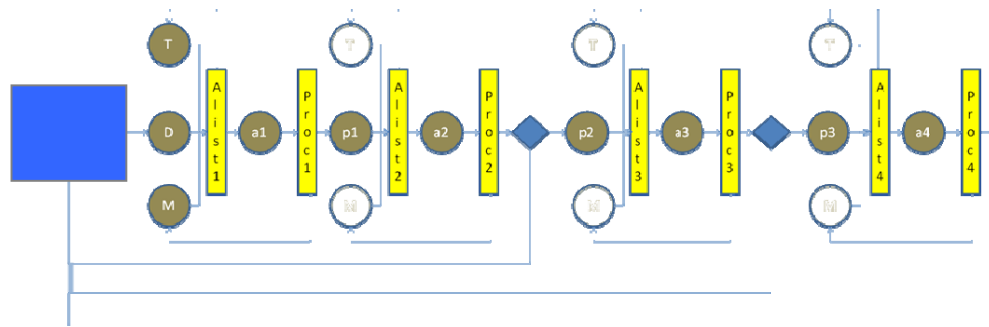 T
T
T
T
Alist1
Proc1
Alist2
Proc2
Alist3
Proc3
Alist4
Proc4
D
a1
p1
a2
p2
a3
p3
a4
M
M
M
M